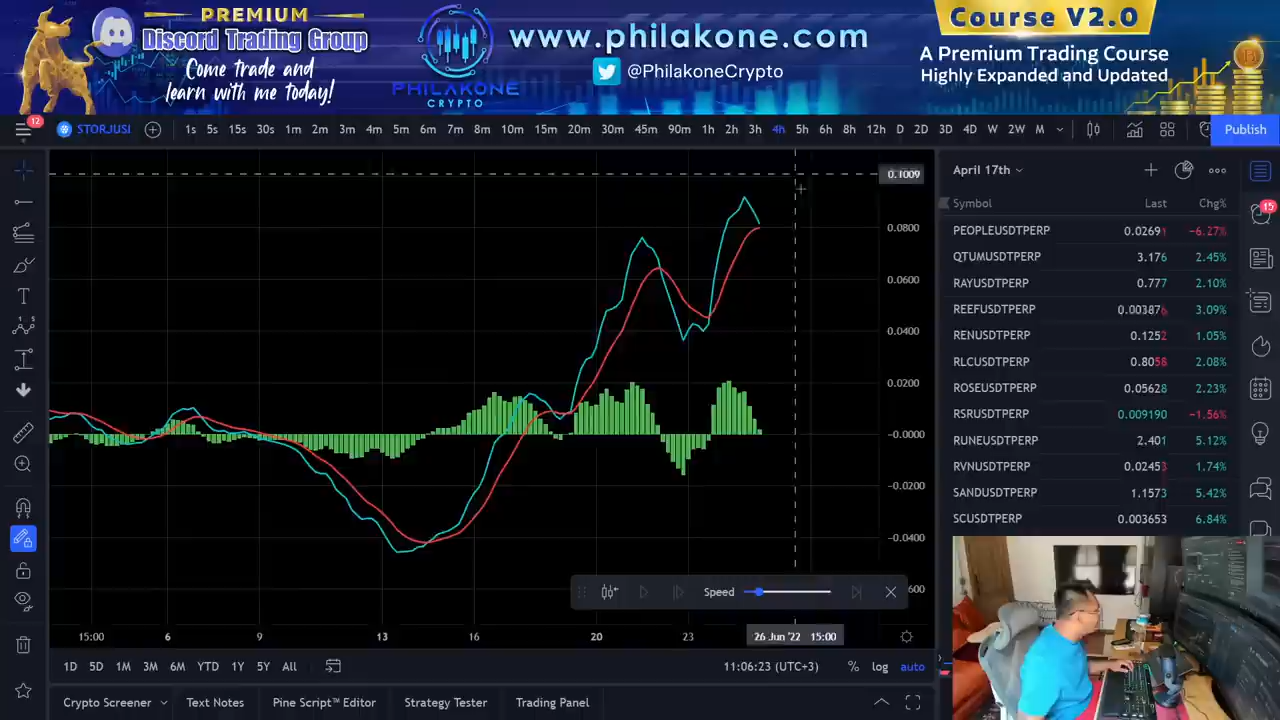 PREMIUM
Discord Trading Group
Come trade and
learn with me today!
PHILAKONE
CRYPTO
www.philakone.com
@PhilakoneCrypto
Course V2.0
A Premium Trading Course
Highly Expanded and Updated
12
STORJUSI
1s 5s 15s 30s 1m 2m 3m 4m 5m 6m 7m 8m 10m 15m 20m 30m 45m 90m 1h 2h 3h 4h 5h 6h 8h 12h D 2D 3D 4D W 2W M
Publish
April 17th
Symbol Last Chg%
PEOPLEUSDTPERP 0.02691 −6.27%
QTUMUSDTPERP 3.176 2.45%
RAYUSDTPERP 0.777 2.10%
REEFUSDTPERP 0.003876 3.09%
RENUSDTPERP 0.1252 1.05%
RLCUSDTPERP 0.8058 2.08%
ROSEUSDTPERP 0.05628 2.23%
RSRUSDTPERP 0.009190 −1.56%
RUNEUSDTPERP 2.401 5.12%
RVNUSDTPERP 0.02453 1.74%
SANDUSDTPERP 1.1573 5.42%
SCUSDTPERP 0.003653 6.84%
15
0.1009
0.0800
0.0600
0.0400
0.0200
−0.0000
−0.0200
−0.0400
600
Speed
15:00 6 9 13 16 20 23 26 Jun '22 15:00
1D 5D 1M 3M 6M YTD 1Y 5Y All
11:06:23 (UTC+3) % log auto
Crypto Screener Text Notes Pine Script™ Editor Strategy Tester Trading Panel